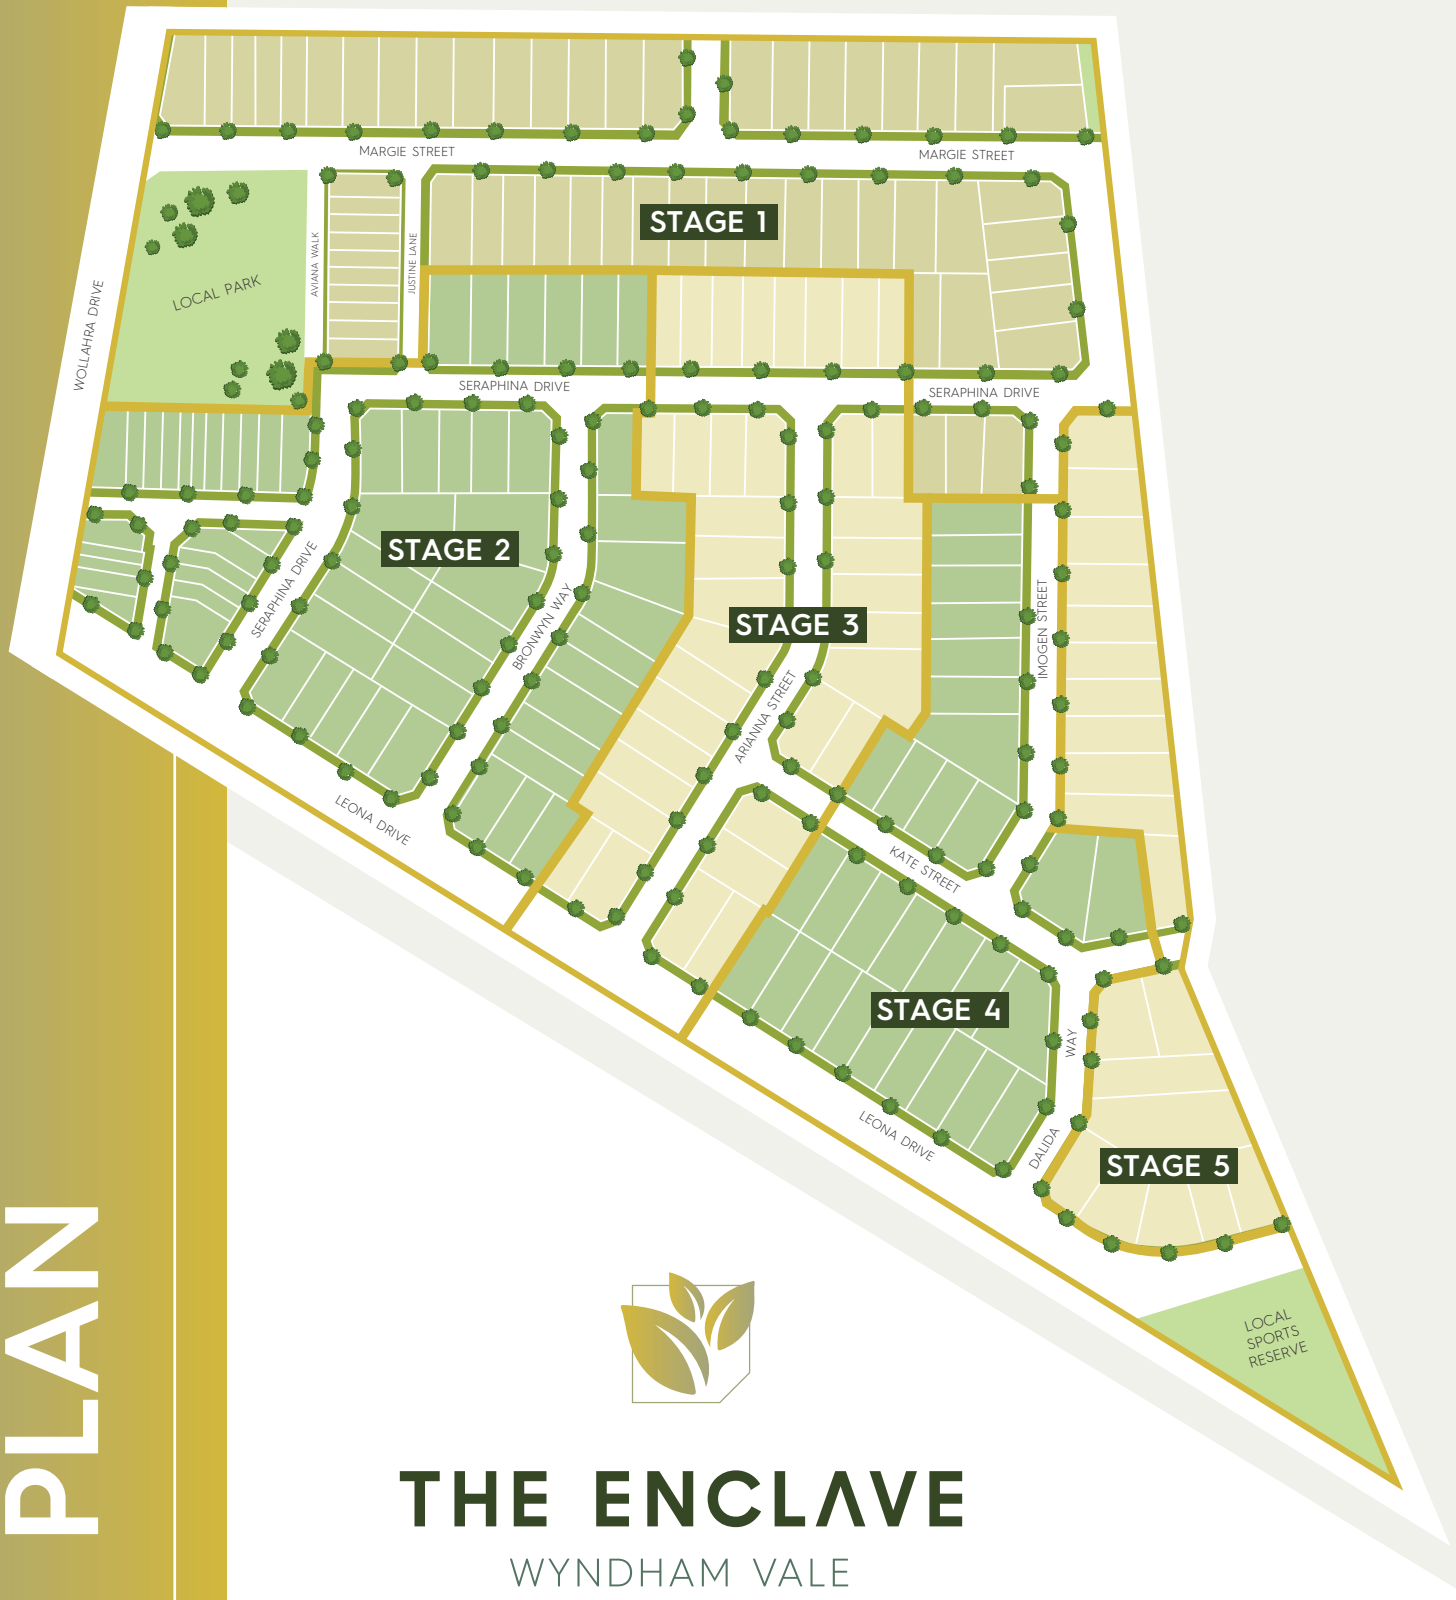 MARGIE STREET
MARGIE STREET
STAGE 1
AVIANA WALK
JUSTINE LANE
LOCAL PARK
WOLLAHRA DRIVE
SERAPHINA DRIVE
SERAPHINA DRIVE
STAGE 2
SERAPHINA DRIVE
BRONWYN WAY
STAGE 3
IMOGEN STREET
ARIANNA STREET
LEONA DRIVE
KATE STREET
STAGE 4
WAY
DALIDA
LEONA DRIVE
STAGE 5
LOCAL
SPORTS
RESERVE
PLAN
THE ENCLAVE
WYNDHAM VALE